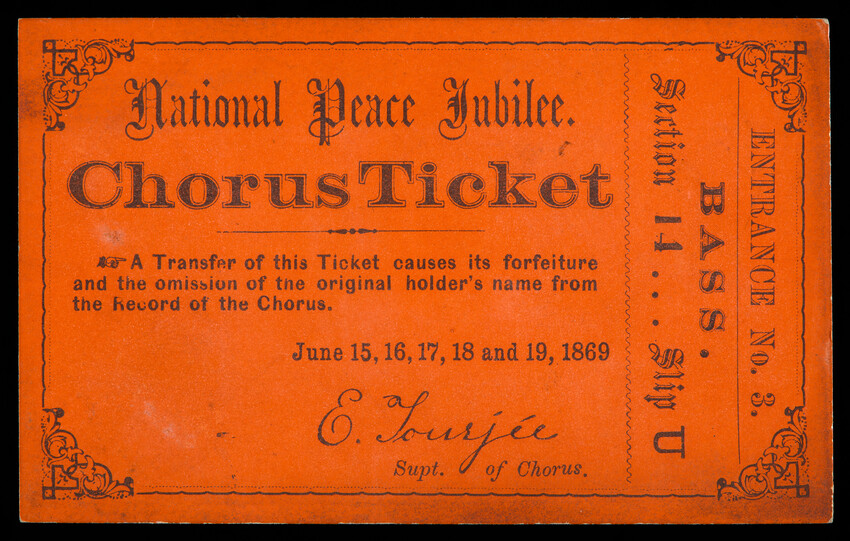 National Peace Jubilee.
Chorus Ticket
☞ A Transfer of this Ticket causes its forfeiture
and the omission of the original holder's name from
the Record of the Chorus.
June 15, 16, 17, 18 and 19, 1869
E. Tourjée
Supt. of Chorus.
Section 14 . . . Slip U
BASS.
ENTRANCE No. 3.